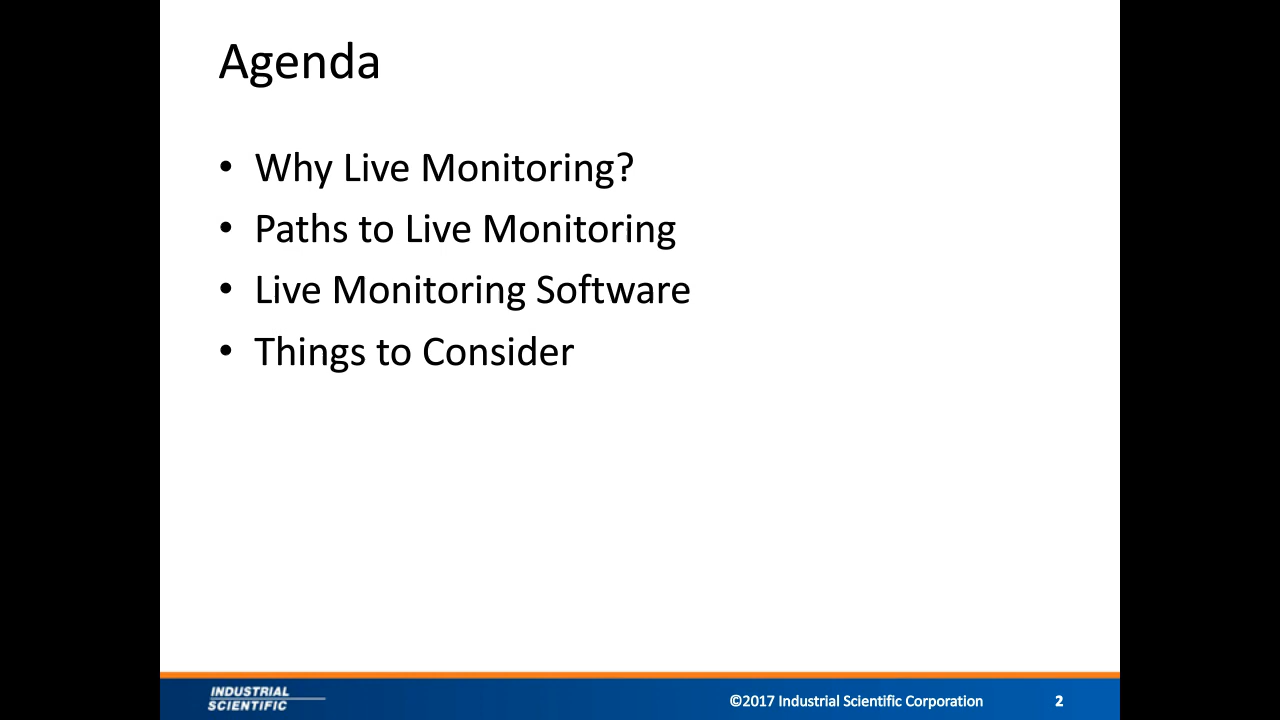 Agenda
• Why Live Monitoring?
• Paths to Live Monitoring
• Live Monitoring Software
• Things to Consider
INDUSTRIAL
SCIENTIFIC
©2017 Industrial Scientific Corporation
2